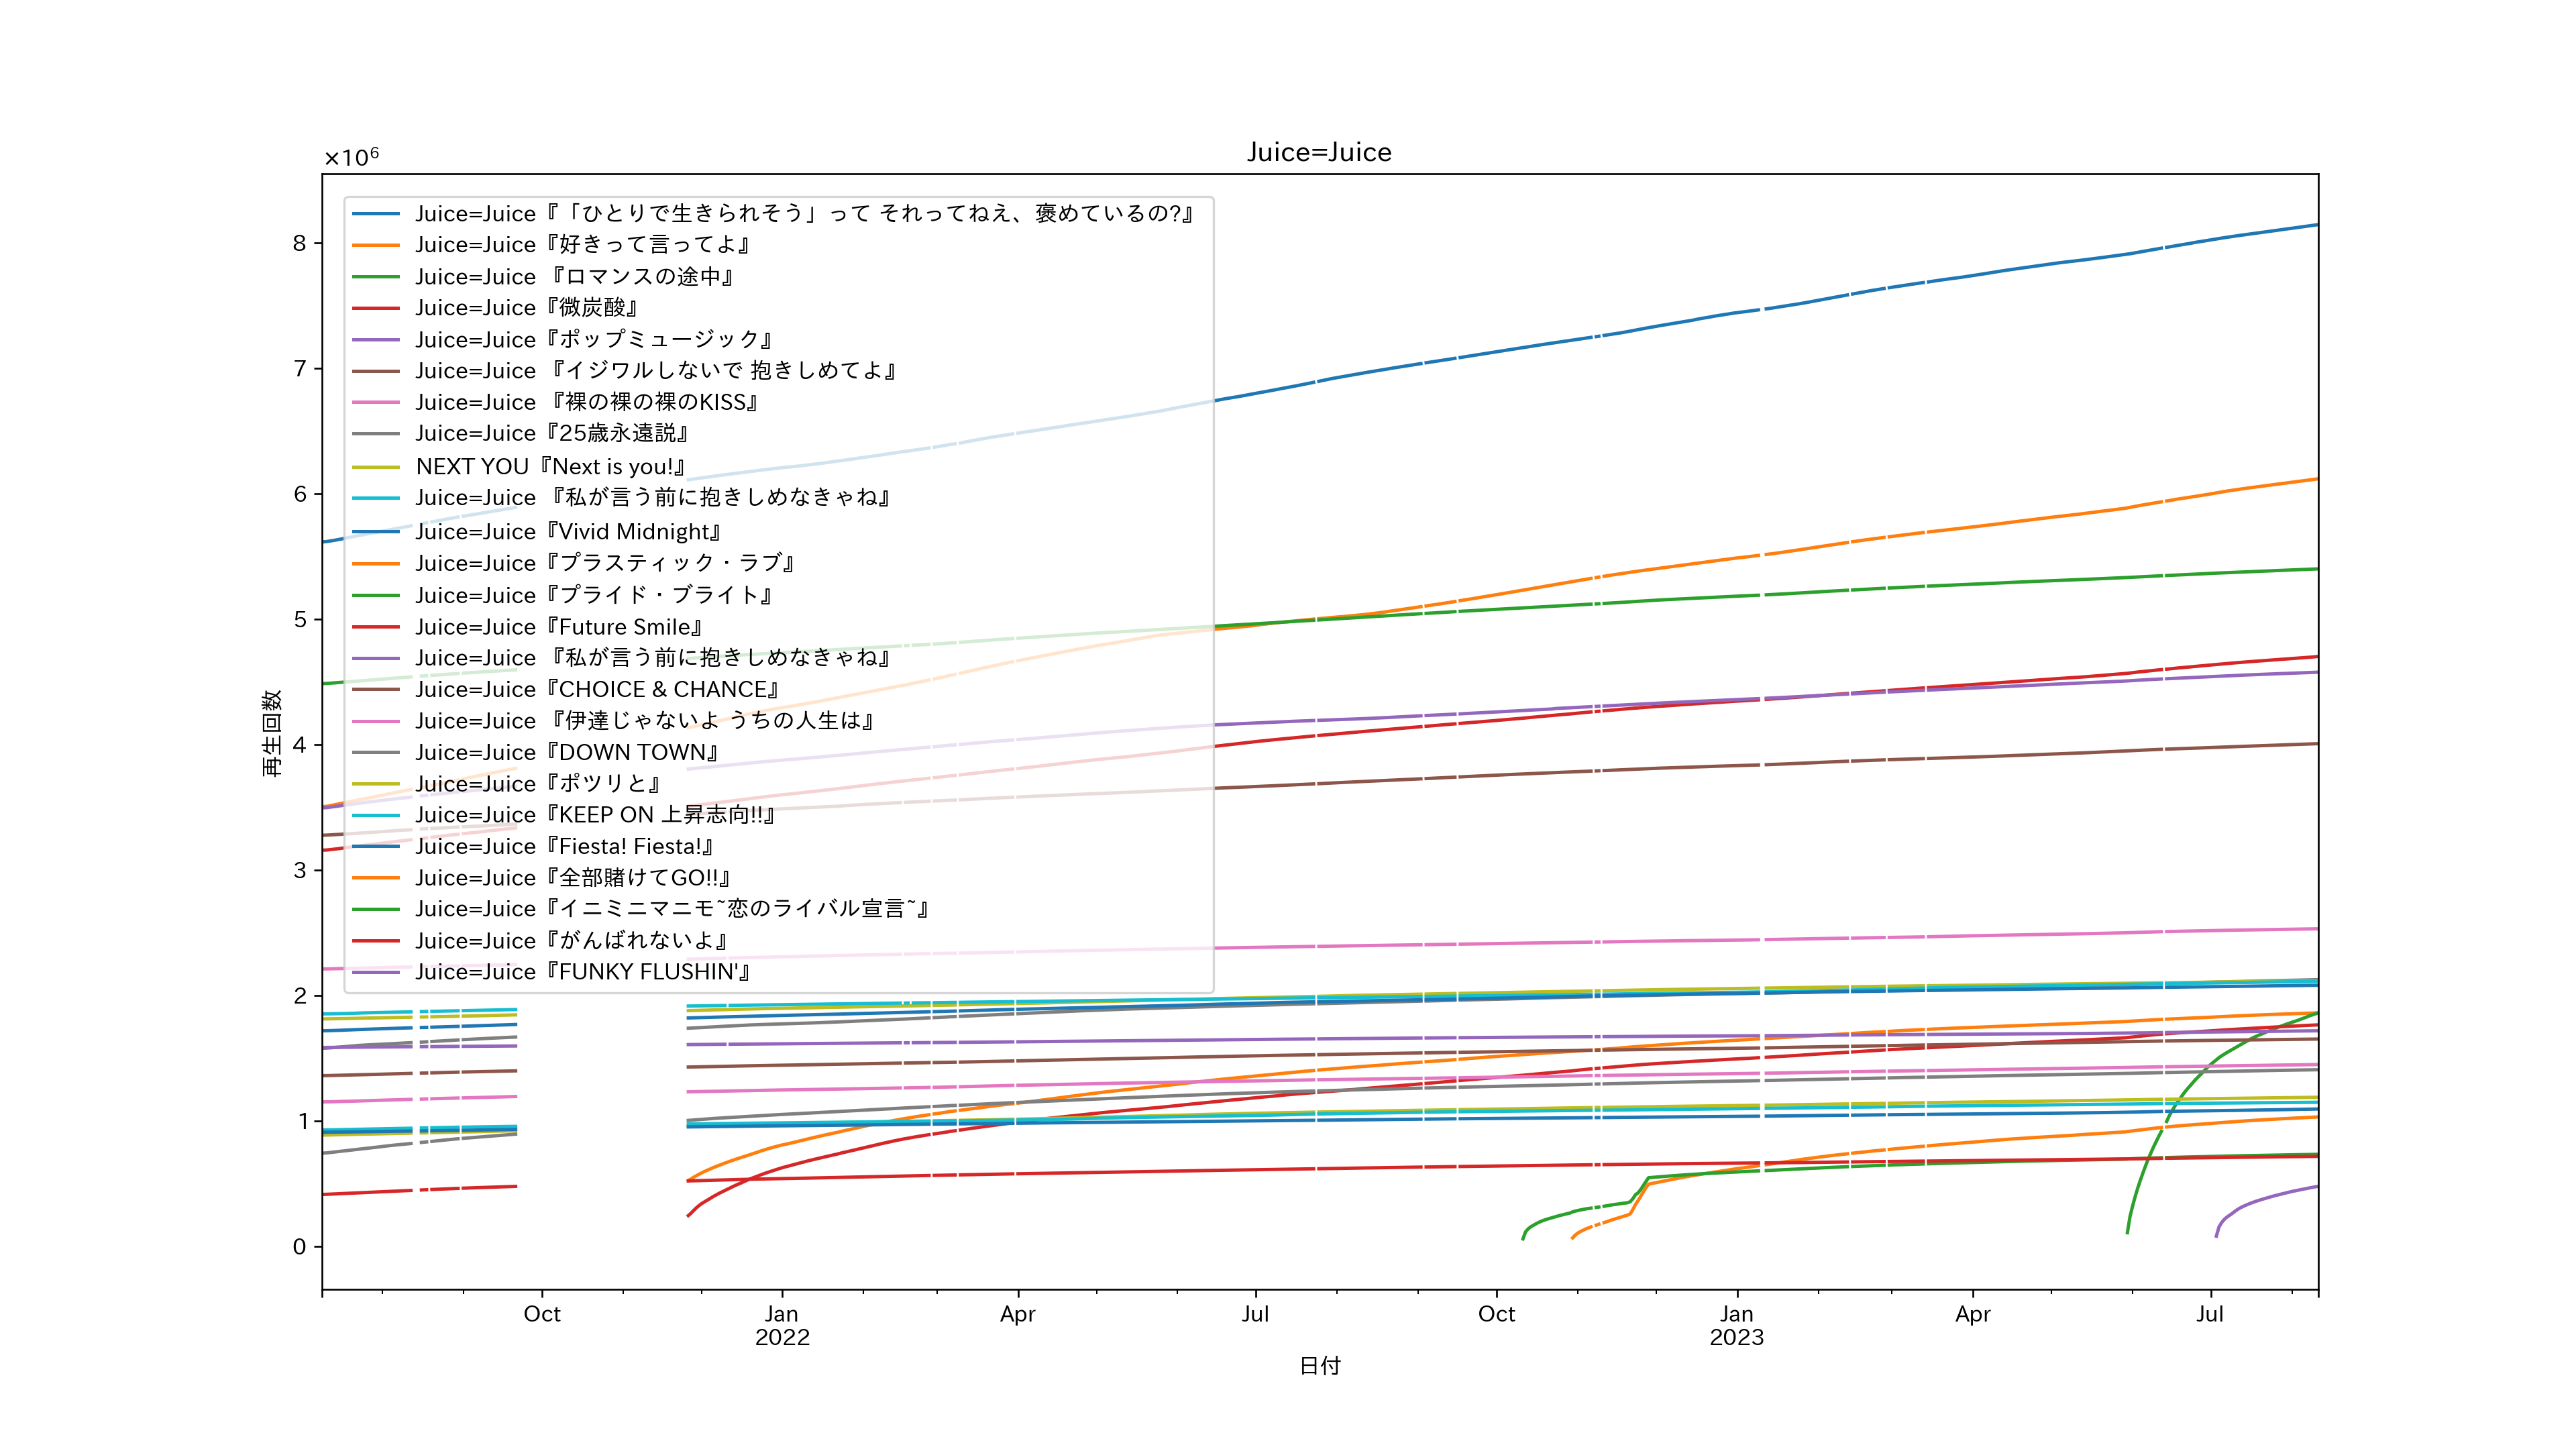 Juice=Juice
×10⁶
Juice=Juice『「ひとりで生きられそう」って それってねえ、褒めているの?』
Juice=Juice『好きって言ってよ』
Juice=Juice 『ロマンスの途中』
Juice=Juice『微炭酸』
Juice=Juice『ポップミュージック』
Juice=Juice 『イジワルしないで 抱きしめてよ』
Juice=Juice 『裸の裸の裸のKISS』
Juice=Juice『25歳永遠説』
NEXT YOU『Next is you!』
Juice=Juice 『私が言う前に抱きしめなきゃね』
Juice=Juice『Vivid Midnight』
Juice=Juice『プラスティック・ラブ』
Juice=Juice『プライド・ブライト』
Juice=Juice『Future Smile』
Juice=Juice 『私が言う前に抱きしめなきゃね』
Juice=Juice『CHOICE & CHANCE』
Juice=Juice 『伊達じゃないよ うちの人生は』
Juice=Juice『DOWN TOWN』
Juice=Juice『ポツリと』
Juice=Juice『KEEP ON 上昇志向!!』
Juice=Juice『Fiesta! Fiesta!』
Juice=Juice『全部賭けてGO!!』
Juice=Juice『イニミニマニモ~恋のライバル宣言~』
Juice=Juice『がんばれないよ』
Juice=Juice『FUNKY FLUSHIN'』
8
7
6
5
4
3
2
1
0
再生回数
Oct
Jan
2022
Apr
Jul
Oct
Jan
2023
Apr
Jul
日付